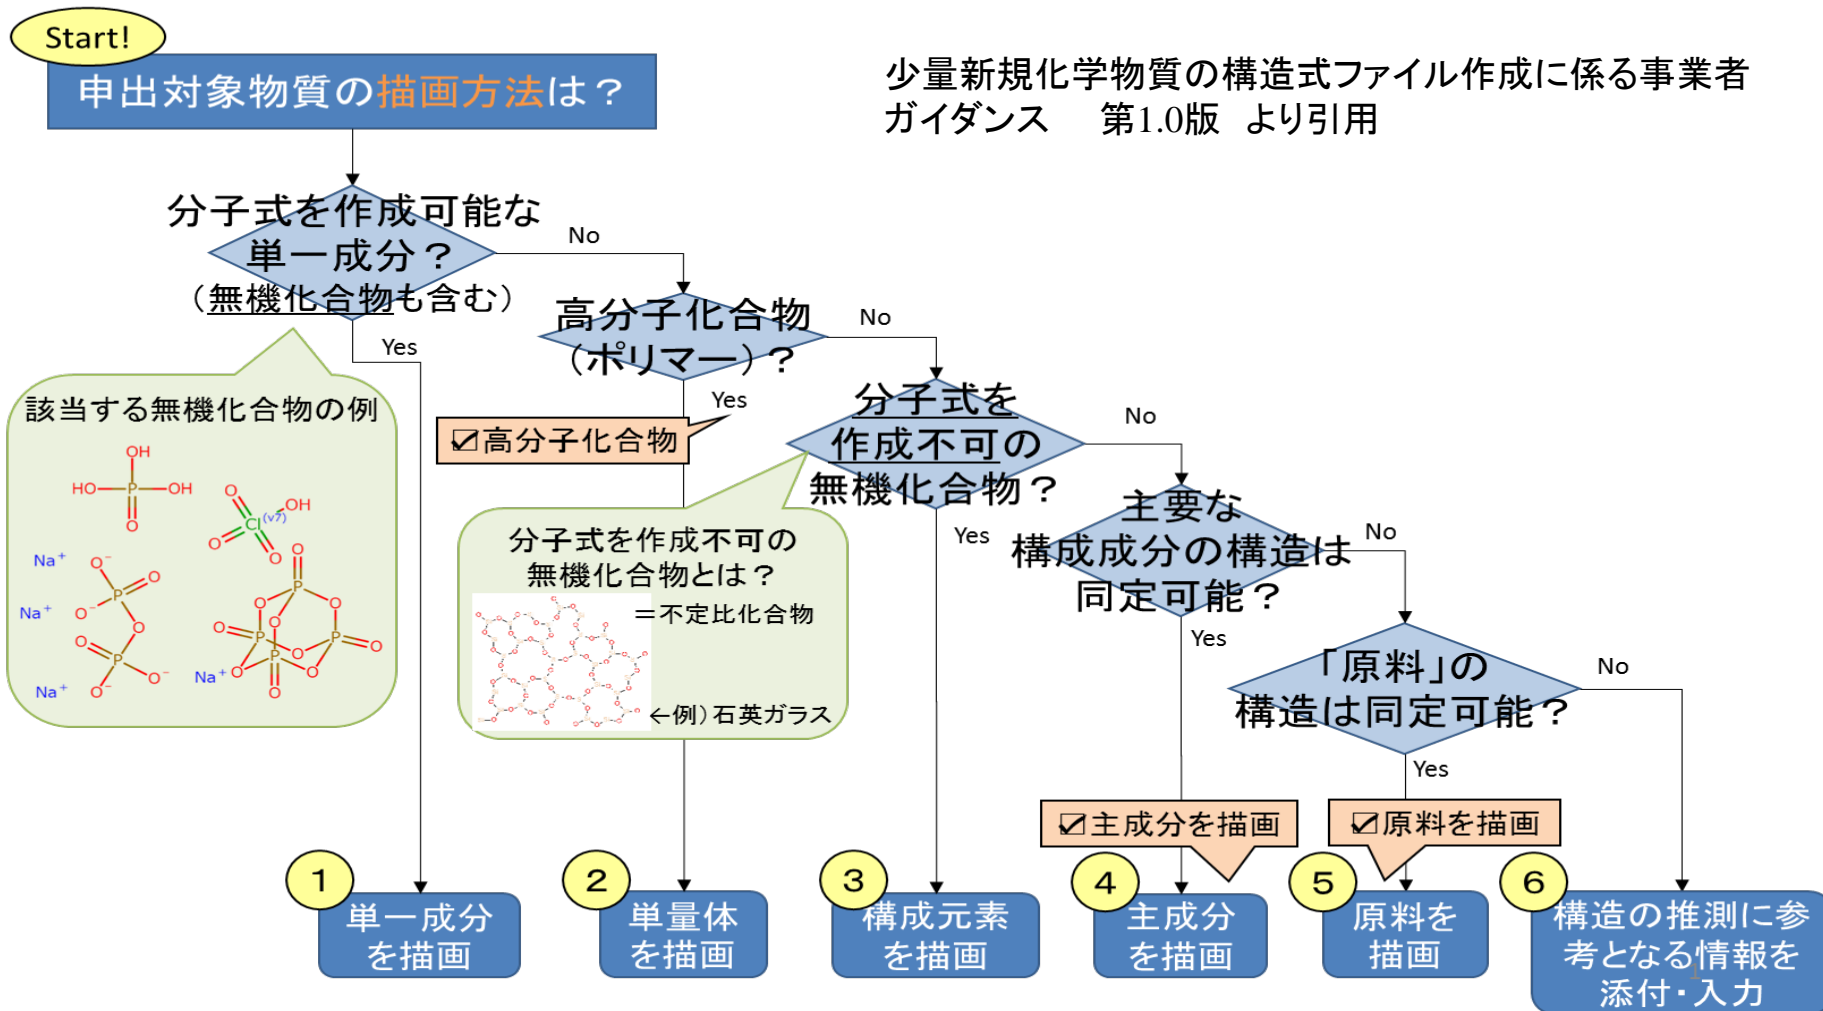 Start!
申出対象物質の描画方法は？
少量新規化学物質の構造式ファイル作成に係る事業者
ガイダンス　第1.0版　より引用
分子式を作成可能な
単一成分？
（無機化合物も含む）
No
Yes
高分子化合物
（ポリマー）？
No
Yes
☑高分子化合物
分子式を
作成不可の
無機化合物？
No
Yes
主要な
構成成分の構造は
同定可能？
No
Yes
「原料」の
構造は同定可能？
No
Yes
該当する無機化合物の例
OH
HO P OH
O
O OH
Cl (v7)
O O
Na⁺ O⁻ O
P
Na⁺ O⁻
O O
P
Na⁺ O⁻ O⁻
O
P
O O O
O P P O
O O
Na⁺ O P O
O
分子式を作成不可の
無機化合物とは？
＝不定比化合物
←例）石英ガラス
☑主成分を描画
☑原料を描画
1
単一成分
を描画
2
単量体
を描画
3
構成元素
を描画
4
主成分
を描画
5
原料を
描画
6
構造の推測に参
考となる情報を
添付・入力